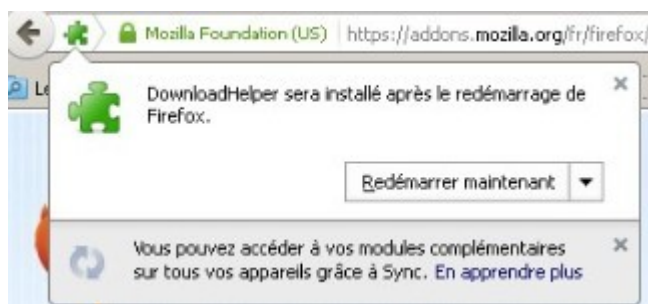 Mozilla Foundation (US) https://addons.mozilla.org/fr/firefox/
Le
DownloadHelper sera installé après le redémarrage de
Firefox.
Redémarrer maintenant
Vous pouvez accéder à vos modules complémentaires
sur tous vos appareils grâce à Sync. En apprendre plus